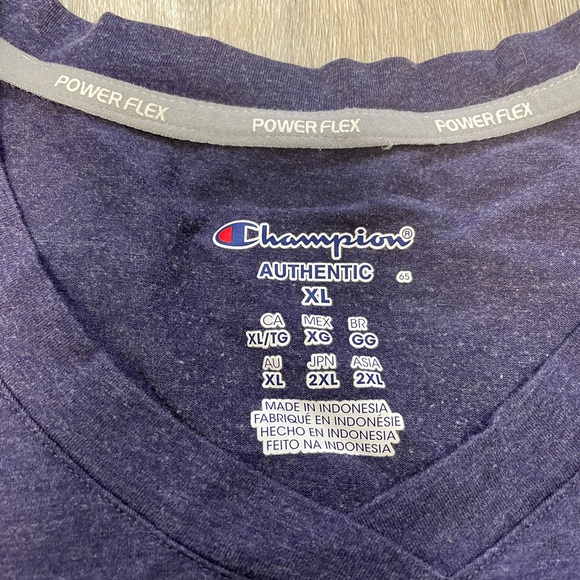 POWER FLEX POWER FLEX POWER FLEX
Champion®
AUTHENTIC 65
XL
CA MEX BR
XL/TG XG GG
AU JPN ASIA
XL 2XL 2XL
MADE IN INDONESIA
FABRIQUÉ EN INDONÉSIE
HECHO EN INDONESIA
FEITO NA INDONESIA